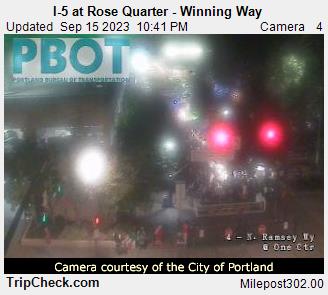 I-5 at Rose Quarter - Winning Way
Updated Sep 15 2023 10:41 PM Camera 4
PBOT
PORTLAND BUREAU OF TRANSPORTATION
4 - N. Ramsey Wy
@ One Ctr
Camera courtesy of the City of Portland
TripCheck.com Milepost302.00